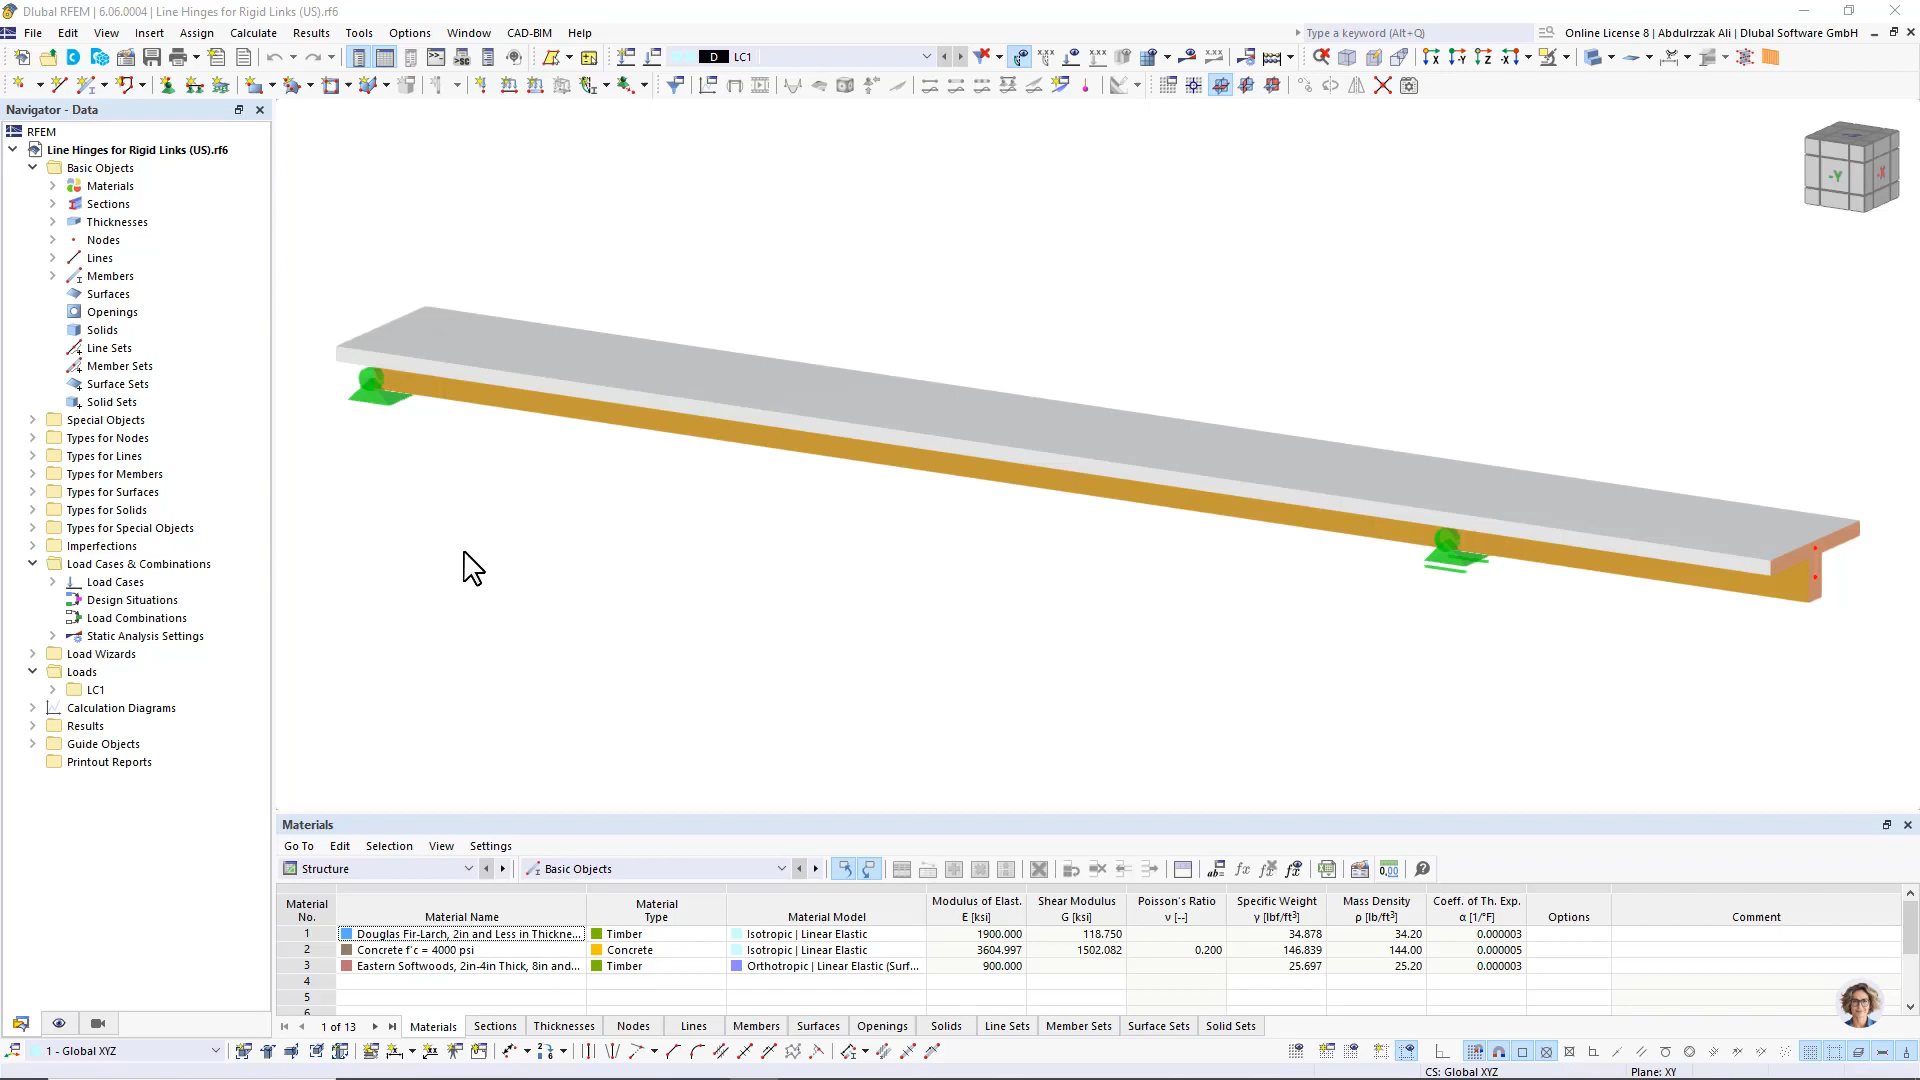 Dlubal RFEM | 6.06.0004 | Line Hinges for Rigid Links (US).rf6
File Edit View Insert Assign Calculate Results Tools Options Window CAD-BIM Help
Type a keyword (Alt+Q)
Online License 8 | Abdulrzzak Ali | Dlubal Software GmbH
D LC1
Navigator - Data
RFEM
Line Hinges for Rigid Links (US).rf6
Basic Objects
Materials
Sections
Thicknesses
Nodes
Lines
Members
Surfaces
Openings
Solids
Line Sets
Member Sets
Surface Sets
Solid Sets
Special Objects
Types for Nodes
Types for Lines
Types for Members
Types for Surfaces
Types for Solids
Types for Special Objects
Imperfections
Load Cases & Combinations
Load Cases
Design Situations
Load Combinations
Static Analysis Settings
Load Wizards
Loads
LC1
Calculation Diagrams
Results
Guide Objects
Printout Reports
-Y -X
Materials
Go To Edit Selection View Settings
Structure Basic Objects
Material No. Material Name Material Type Material Model Modulus of Elast. E [ksi] Shear Modulus G [ksi] Poisson's Ratio ν [--] Specific Weight γ [lbf/ft³] Mass Density ρ [lb/ft³] Coeff. of Th. Exp. α [1/°F] Options Comment
1 Douglas Fir-Larch, 2in and Less in Thickne... Timber Isotropic | Linear Elastic 1900.000 118.750 34.878 34.20 0.000003
2 Concrete f'c = 4000 psi Concrete Isotropic | Linear Elastic 3604.997 1502.082 0.200 146.839 144.00 0.000005
3 Eastern Softwoods, 2in-4in Thick, 8in and... Timber Orthotropic | Linear Elastic (Surf... 900.000 25.697 25.20 0.000003
4
5
6
1 of 13 Materials Sections Thicknesses Nodes Lines Members Surfaces Openings Solids Line Sets Member Sets Surface Sets Solid Sets
1 - Global XYZ
CS: Global XYZ Plane: XY